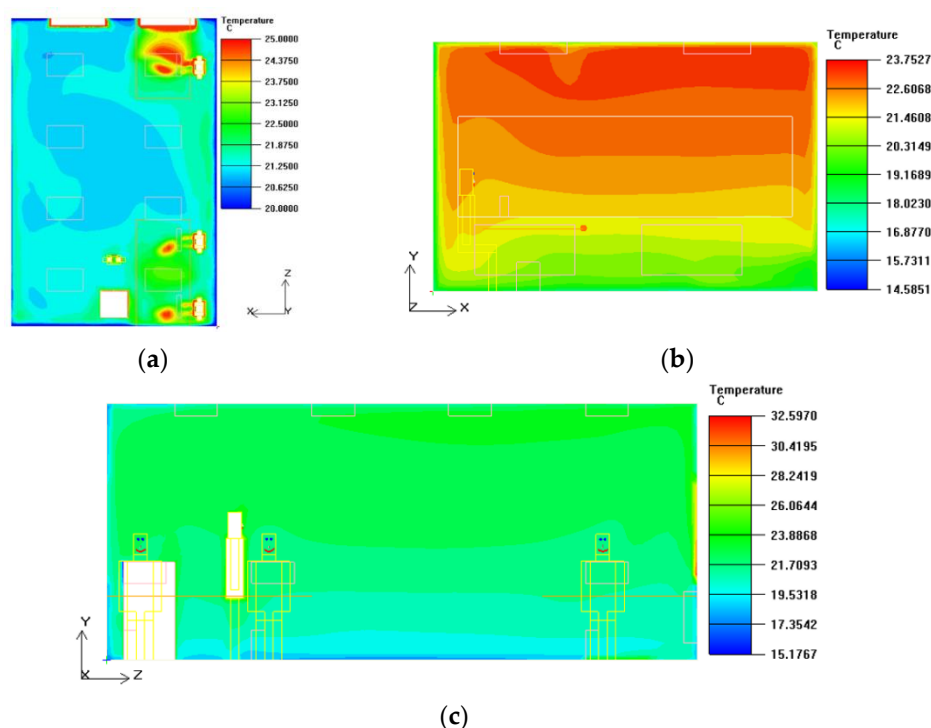 Temperature
C
25.0000
24.3750
23.7500
23.1250
22.5000
21.8750
21.2500
20.6250
20.0000
Z
X
Y
(a)
Temperature
C
23.7527
22.6068
21.4608
20.3149
19.1689
18.0230
16.8770
15.7311
14.5851
Y
Z
X
(b)
Temperature
C
32.5970
30.4195
28.2419
26.0644
23.8868
21.7093
19.5318
17.3542
15.1767
Y
X
Z
(c)